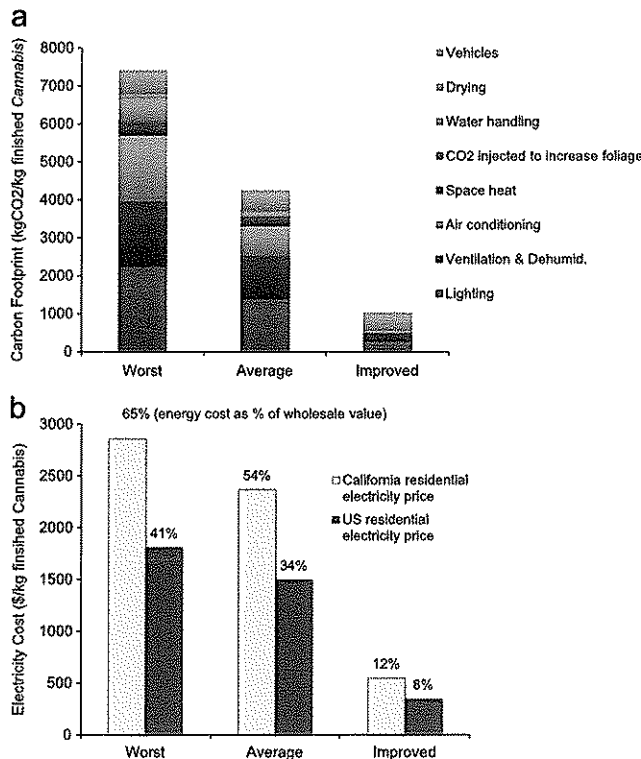 a
8000
7000
6000
5000
4000
3000
2000
1000
0
Carbon Footprint (kgCO2/kg finished Cannabis)
Worst
Average
Improved
Vehicles
Drying
Water handling
CO2 injected to increase foliage
Space heat
Air conditioning
Ventilation & Dehumid.
Lighting
b
65% (energy cost as % of wholesale value)
3000
2500
2000
1500
1000
500
0
Electricity Cost ($/kg finsihed Cannabis)
41%
54%
34%
12%
8%
California residential
electricity price
US residential
electricity price
Worst
Average
Improved